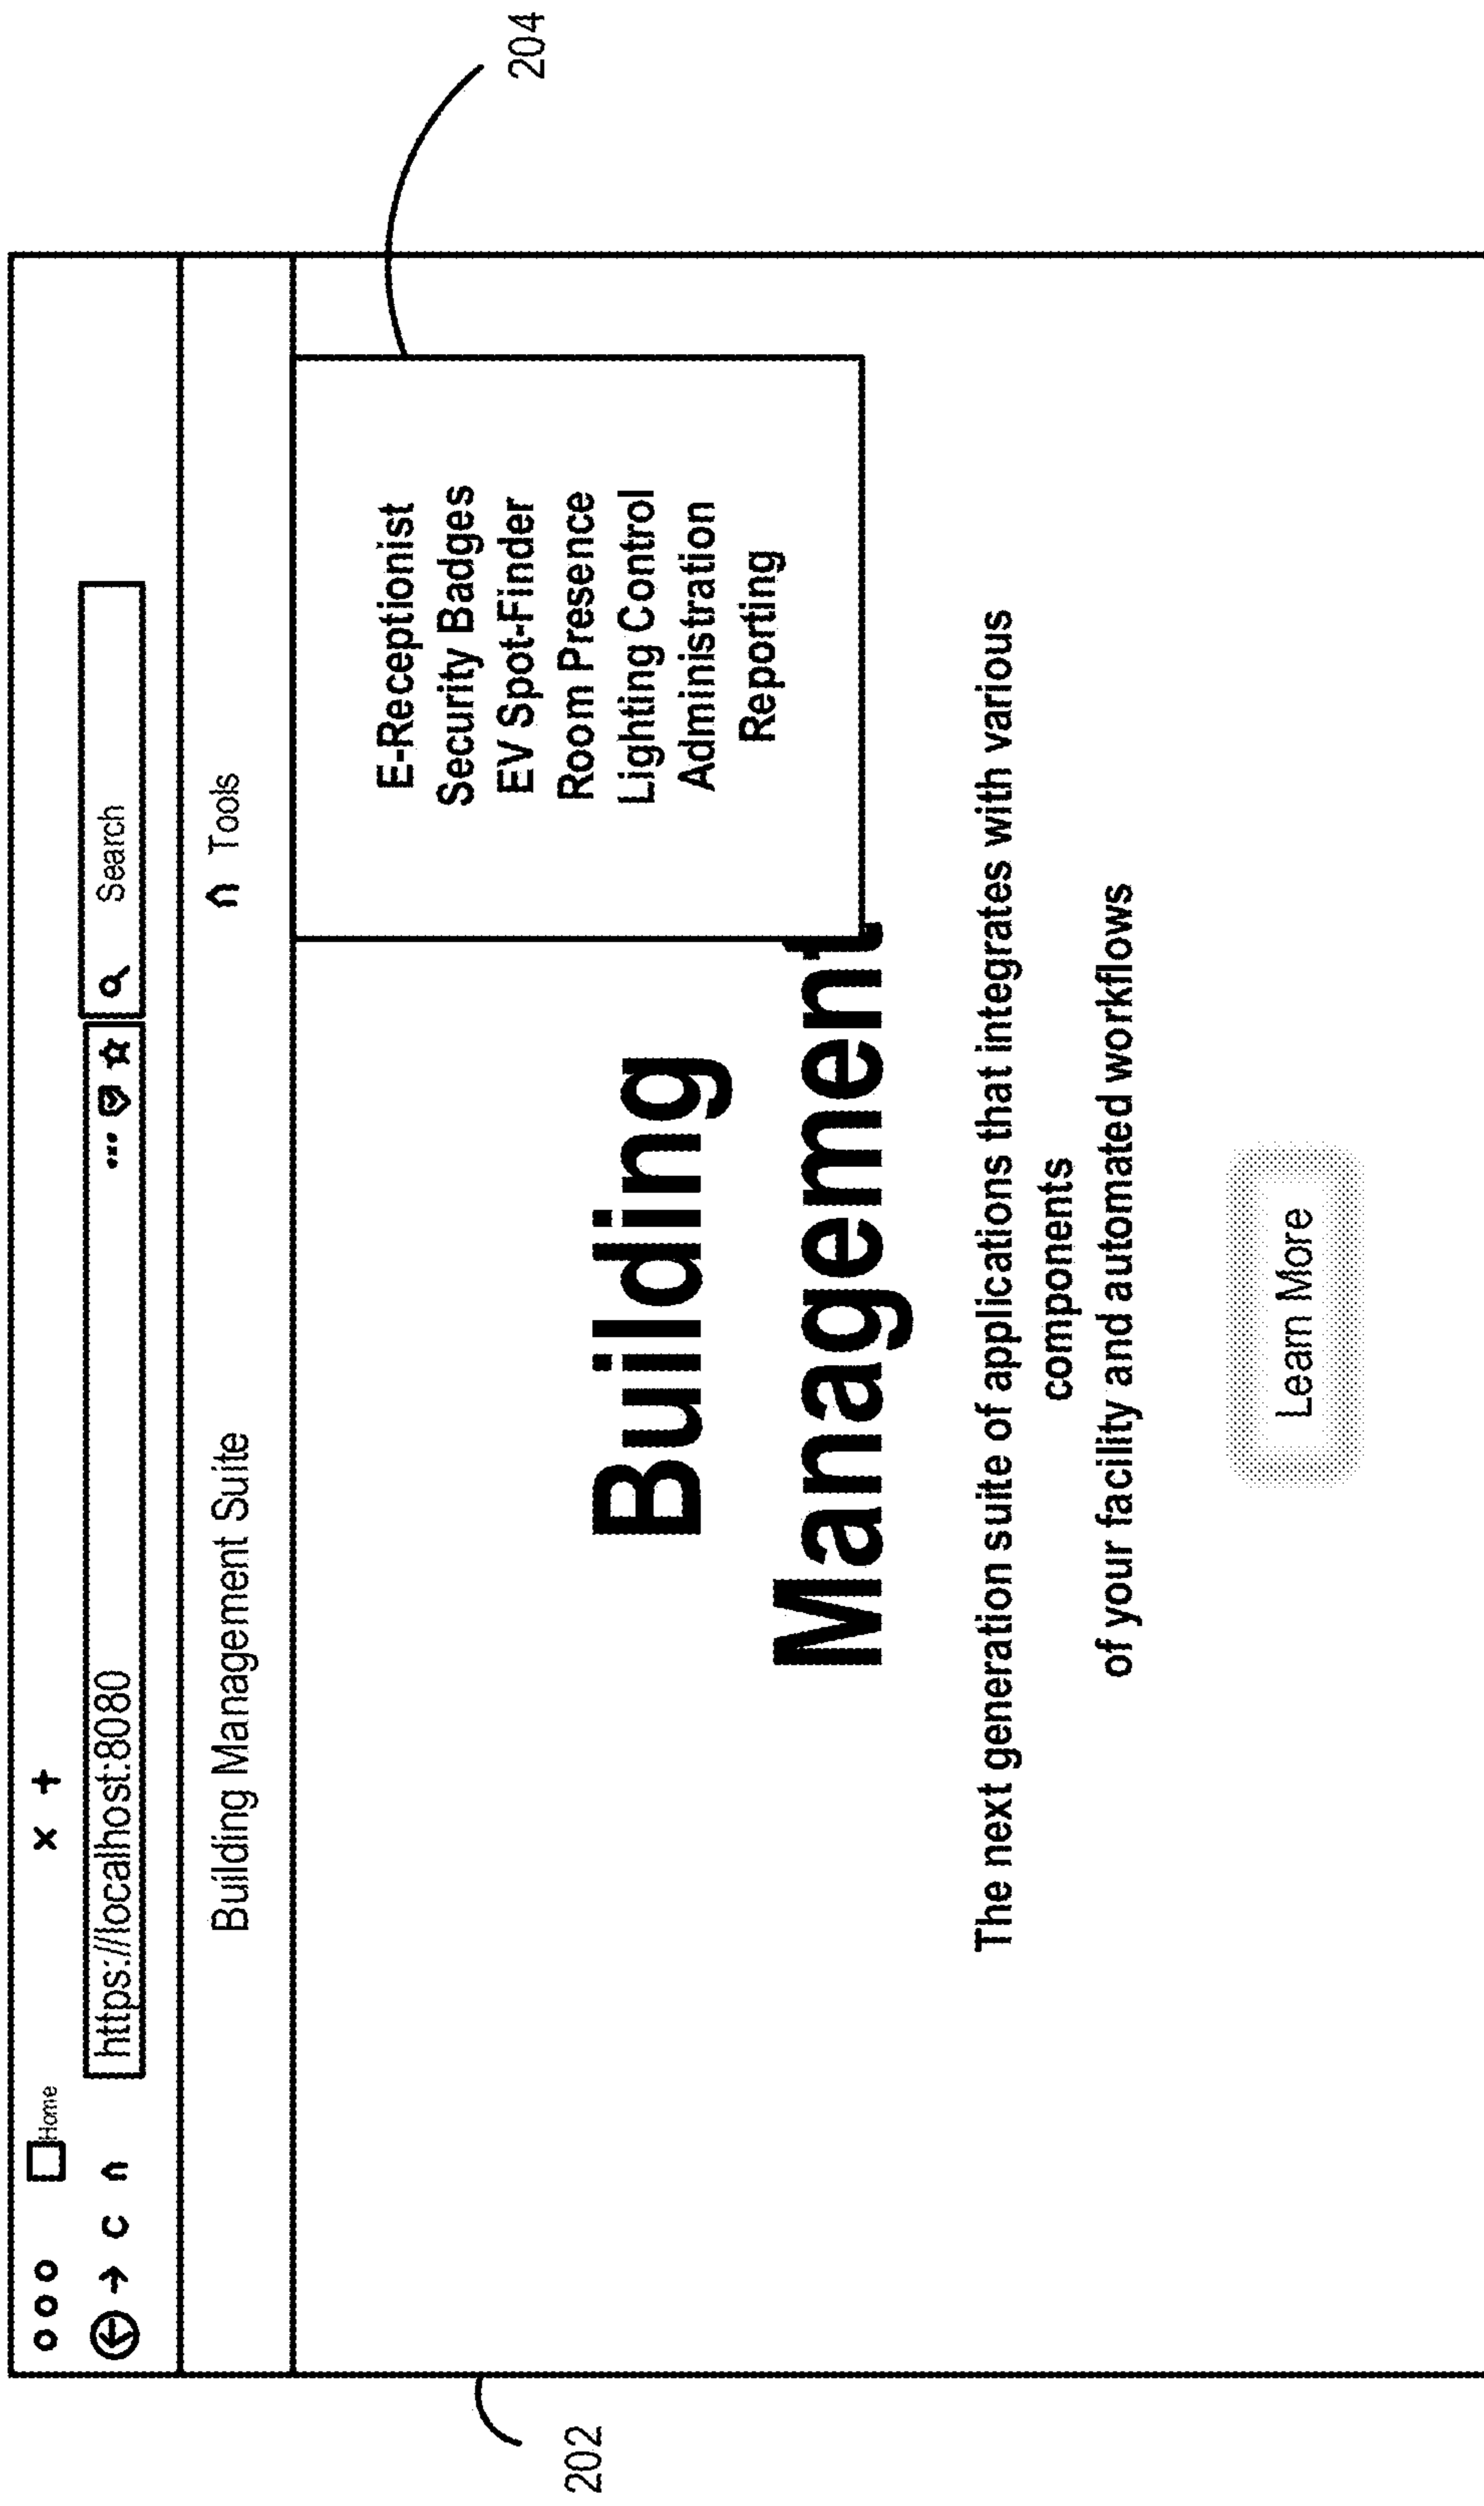 Home × +
https://localhost:8080
Search
Building Management Suite
Tools
204
E-Receptionist
Security Badges
EV Spot-Finder
Room Presence
Lighting Control
Administration
Reporting
202
Building
Management
The next generation suite of applications that integrates with various
components
of your facility and automated workflows
Learn More